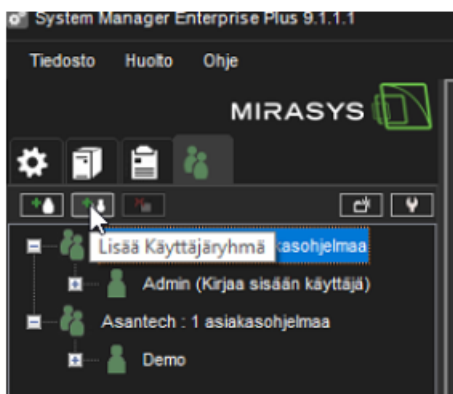 System Manager Enterprise Plus 9.1.1.1
Tiedosto Huolto Ohje
MIRASYS
Lisää Käyttäjäryhmä kasohjelmaa
Admin (Kirjaa sisään käyttäjä)
Asantech : 1 asiakasohjelmaa
Demo